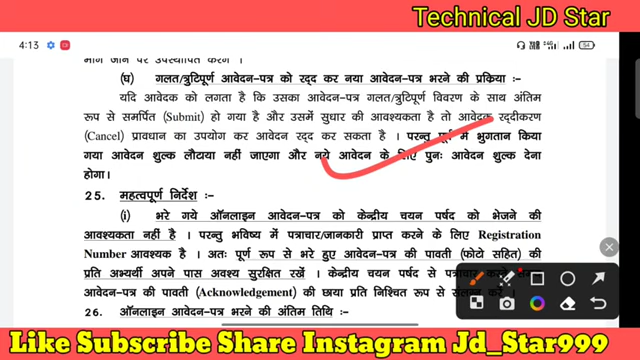 Technical JD Star
4:13
54
माग जाने पर उपस्थापित करेंगे ।
(घ) गलत/त्रुटिपूर्ण आवेदन-पत्र को रद्द कर नया आवेदन-पत्र भरने की प्रक्रिया :-
यदि आवेदक को लगता है कि उसका आवेदन-पत्र गलत/त्रुटिपूर्ण विवरण के साथ अंतिम
रूप से समर्पित (Submit) हो गया है और उसमें सुधार की आवश्यकता है तो आवेदक रद्दीकरण
(Cancel) प्रावधान का उपयोग कर आवेदन रद्द कर सकता है । परन्तु पूर्व में भुगतान किया
गया आवेदन शुल्क लौटाया नहीं जाएगा और नये आवेदन के लिए पुनः आवेदन शुल्क देना
होगा।
25. महत्वपूर्ण निर्देश :-
(i) भरे गये ऑनलाइन आवेदन-पत्र को केन्द्रीय चयन पर्षद को भेजने की
आवश्यकता नहीं है । परन्तु भविष्य में पत्राचार/जानकारी प्राप्त करने के लिए Registration
Number आवश्यक है । अतः पूर्ण रूप से भरे हुए आवेदन-पत्र की पावती (फोटो सहित) की
प्रति अभ्यर्थी अपने पास अवश्य सुरक्षित रखें । केन्द्रीय चयन पर्षद से
आवेदन-पत्र की पावती (Acknowledgement) की छाया प्रति निश्चित रूप से
26. ऑनलाइन आवेदन-पत्र भरने की अंतिम तिथि :-
Like Subscribe Share Instagram Jd_Star999